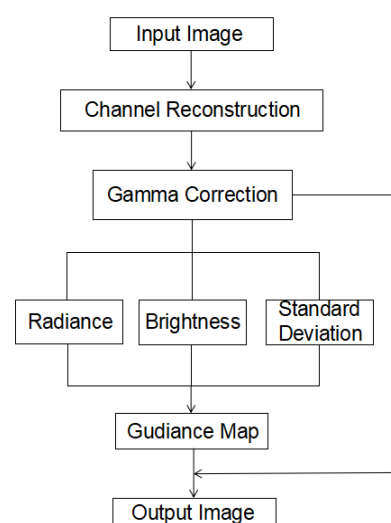 Input Image
Channel Reconstruction
Gamma Correction
Radiance
Brightness
Standard
Deviation
Gudiance Map
Output Image